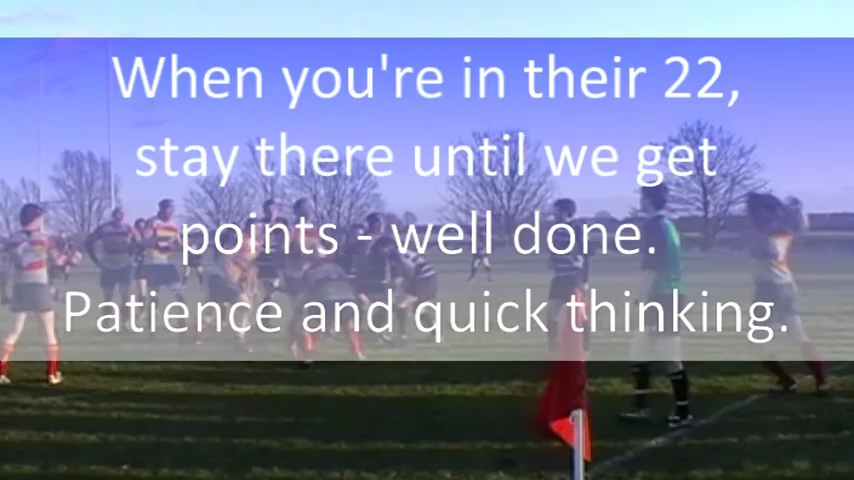 When you're in their 22,
stay there until we get
points - well done.
Patience and quick thinking.